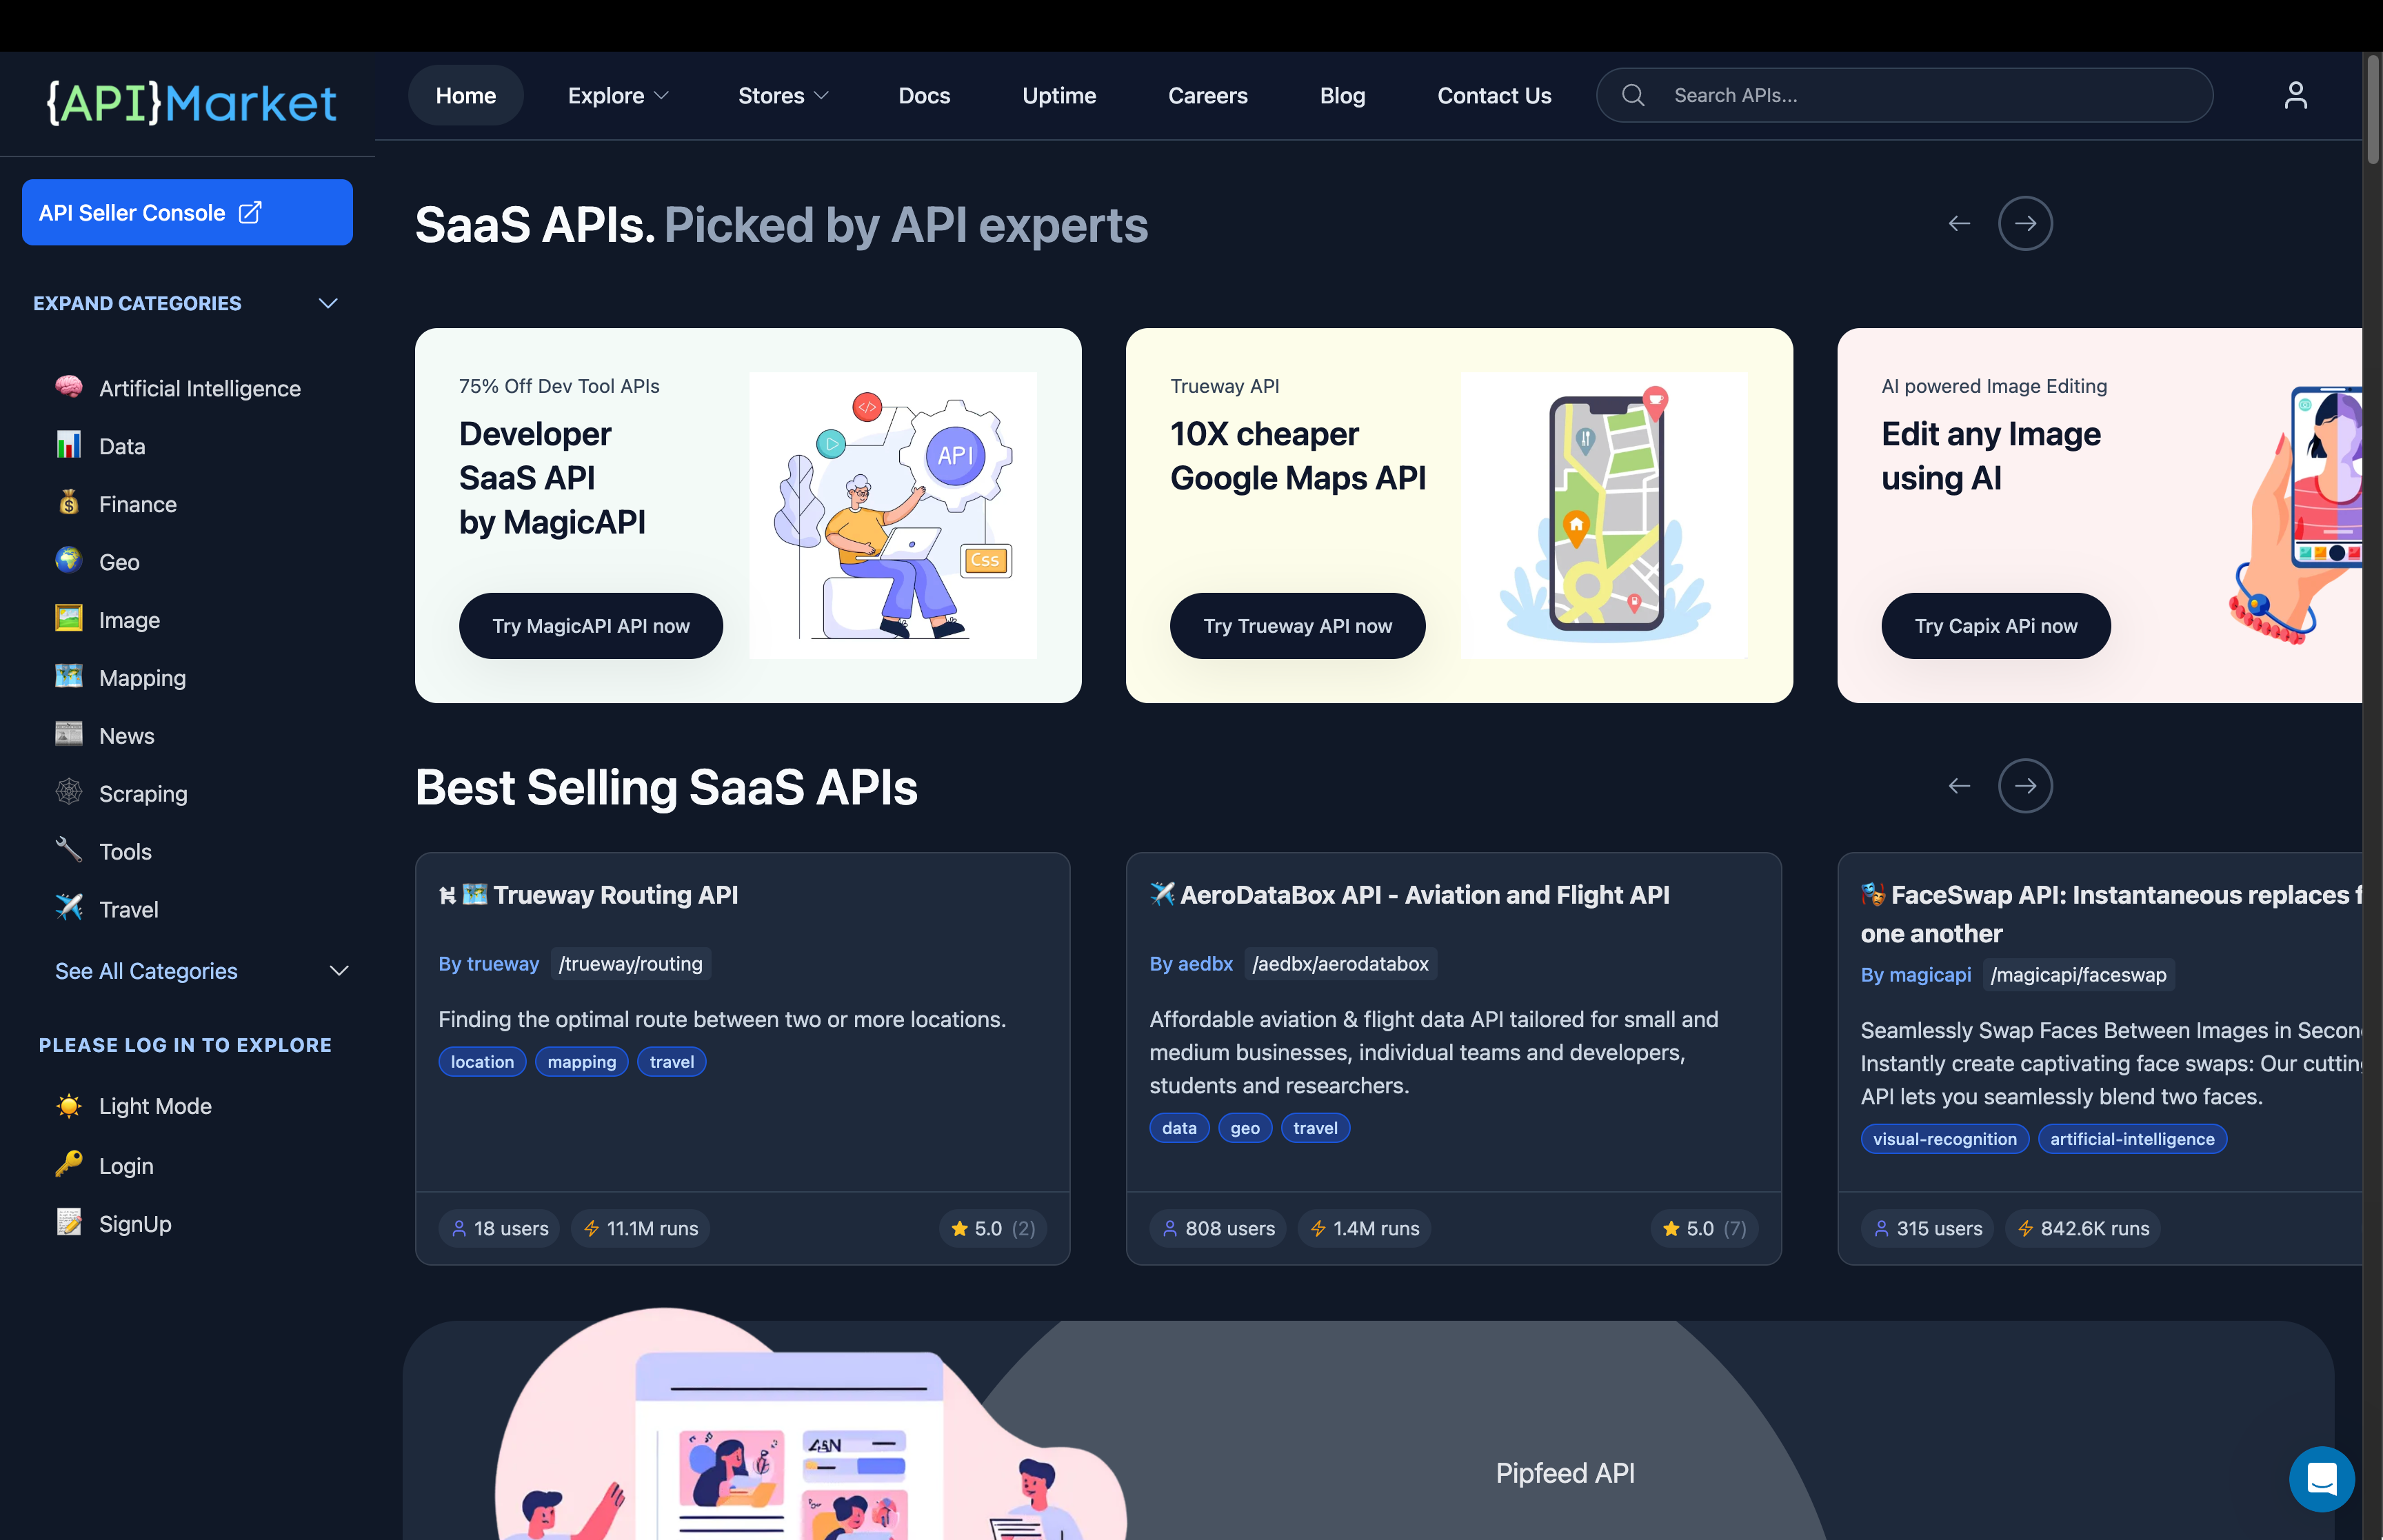 {API}Market
Home
Explore
Stores
Docs
Uptime
Careers
Blog
Contact Us
Search APIs...
API Seller Console
EXPAND CATEGORIES
Artificial Intelligence
Data
Finance
Geo
Image
Mapping
News
Scraping
Tools
Travel
See All Categories
PLEASE LOG IN TO EXPLORE
Light Mode
Login
SignUp
SaaS APIs. Picked by API experts
75% Off Dev Tool APIs
Developer
SaaS API
by MagicAPI
Try MagicAPI API now
</>
API
Css
Trueway API
10X cheaper
Google Maps API
Try Trueway API now
AI powered Image Editing
Edit any Image
using AI
Try Capix APi now
Best Selling SaaS APIs
Trueway Routing API
By trueway /trueway/routing
Finding the optimal route between two or more locations.
location mapping travel
18 users 11.1M runs 5.0 (2)
AeroDataBox API - Aviation and Flight API
By aedbx /aedbx/aerodatabox
Affordable aviation & flight data API tailored for small and
medium businesses, individual teams and developers,
students and researchers.
data geo travel
808 users 1.4M runs 5.0 (7)
FaceSwap API: Instantaneous replaces
one another
By magicapi /magicapi/faceswap
Seamlessly Swap Faces Between Images in
Instantly create captivating face swaps: Our
API lets you seamlessly blend two faces.
visual-recognition artificial-intelligence
315 users 842.6K runs
Pipfeed API